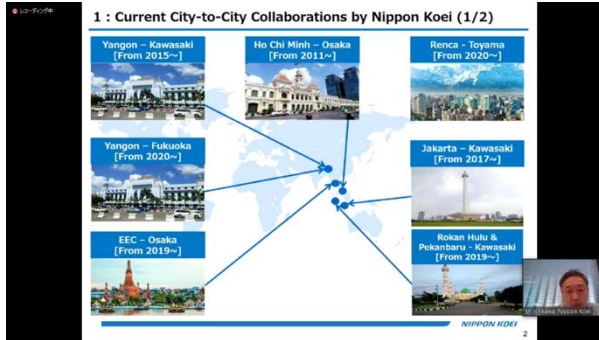 レコーディング中
1 : Current City-to-City Collaborations by Nippon Koei (1/2)
Yangon – Kawasaki
[From 2015~]
Ho Chi Minh – Osaka
[From 2011~]
Renca - Toyama
[From 2020~]
Yangon – Fukuoka
[From 2020~]
Jakarta – Kawasaki
[From 2017~]
EEC – Osaka
[From 2019~]
Rokan Hulu &
Pekanbaru - Kawasaki
[From 2019~]
Nippon Koei
NIPPON KOEI
2